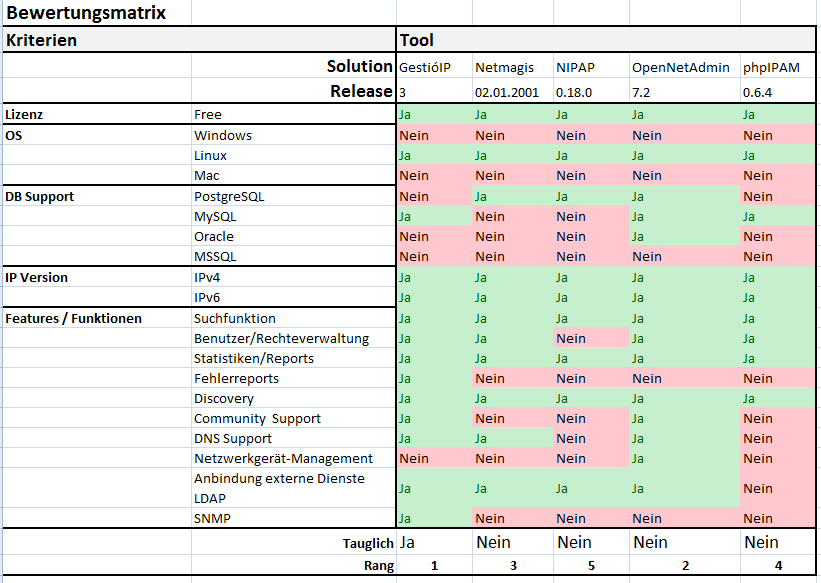 Bewertungsmatrix
Kriterien Tool
Solution GestióIP Netmagis NIPAP OpenNetAdmin phpIPAM
Release 3 02.01.2001 0.18.0 7.2 0.6.4
Lizenz Free Ja Ja Ja Ja Ja
OS Windows Nein Nein Nein Nein Nein
Linux Ja Ja Ja Ja Ja
Mac Nein Nein Nein Nein Nein
DB Support PostgreSQL Nein Ja Ja Ja Nein
MySQL Ja Nein Nein Ja Ja
Oracle Nein Nein Nein Ja Nein
MSSQL Nein Nein Nein Nein Nein
IP Version IPv4 Ja Ja Ja Ja Ja
IPv6 Ja Ja Ja Ja Ja
Features / Funktionen Suchfunktion Ja Ja Ja Ja Ja
Benutzer/Rechteverwaltung Ja Ja Nein Ja Ja
Statistiken/Reports Ja Ja Ja Ja Ja
Fehlerreports Ja Nein Nein Nein Nein
Discovery Ja Ja Ja Ja Ja
Community Support Ja Nein Nein Ja Nein
DNS Support Ja Ja Nein Ja Nein
Netzwerkgerät-Management Nein Nein Nein Ja Nein
Anbindung externe Dienste
LDAP Ja Ja Ja Ja Nein
SNMP Ja Nein Nein Nein Nein
Tauglich Ja Nein Nein Nein Nein
Rang 1 3 5 2 4